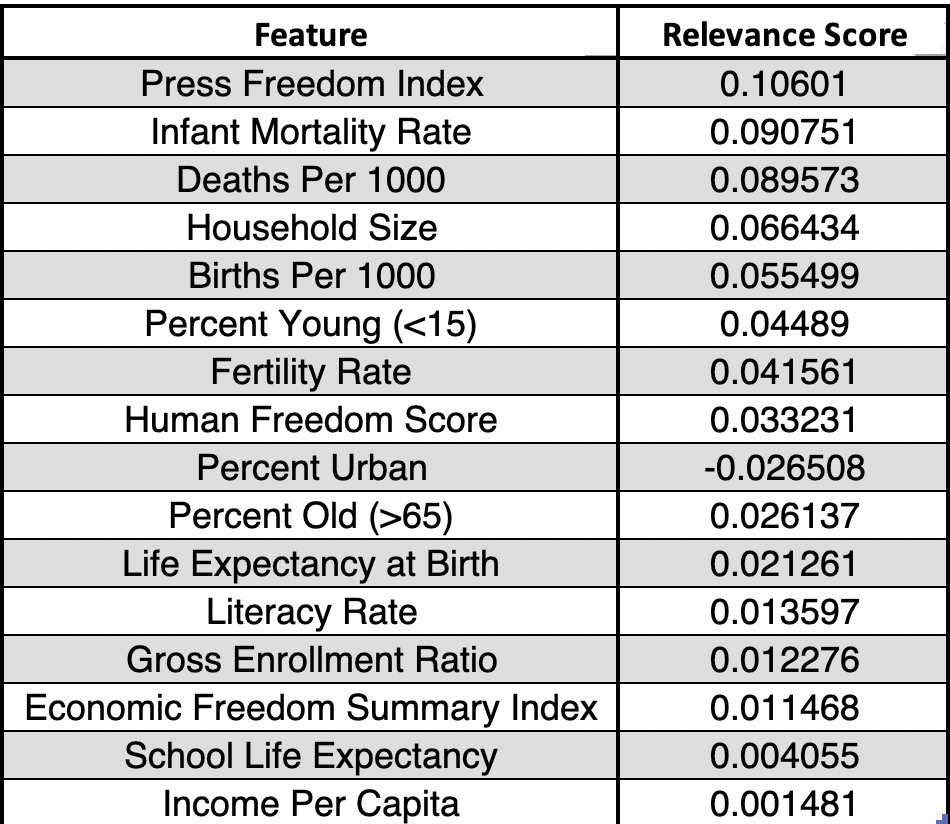 Feature Relevance Score
Press Freedom Index 0.10601
Infant Mortality Rate 0.090751
Deaths Per 1000 0.089573
Household Size 0.066434
Births Per 1000 0.055499
Percent Young (<15) 0.04489
Fertility Rate 0.041561
Human Freedom Score 0.033231
Percent Urban -0.026508
Percent Old (>65) 0.026137
Life Expectancy at Birth 0.021261
Literacy Rate 0.013597
Gross Enrollment Ratio 0.012276
Economic Freedom Summary Index 0.011468
School Life Expectancy 0.004055
Income Per Capita 0.001481